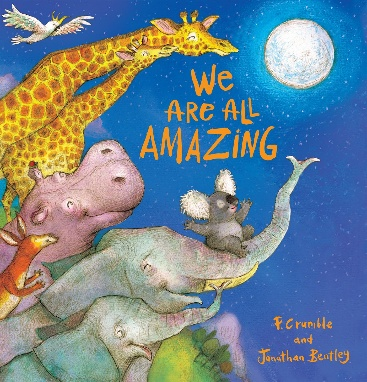 We
ARE ALL
AMAZING
P. Crumble
and
Jonathan Bentley